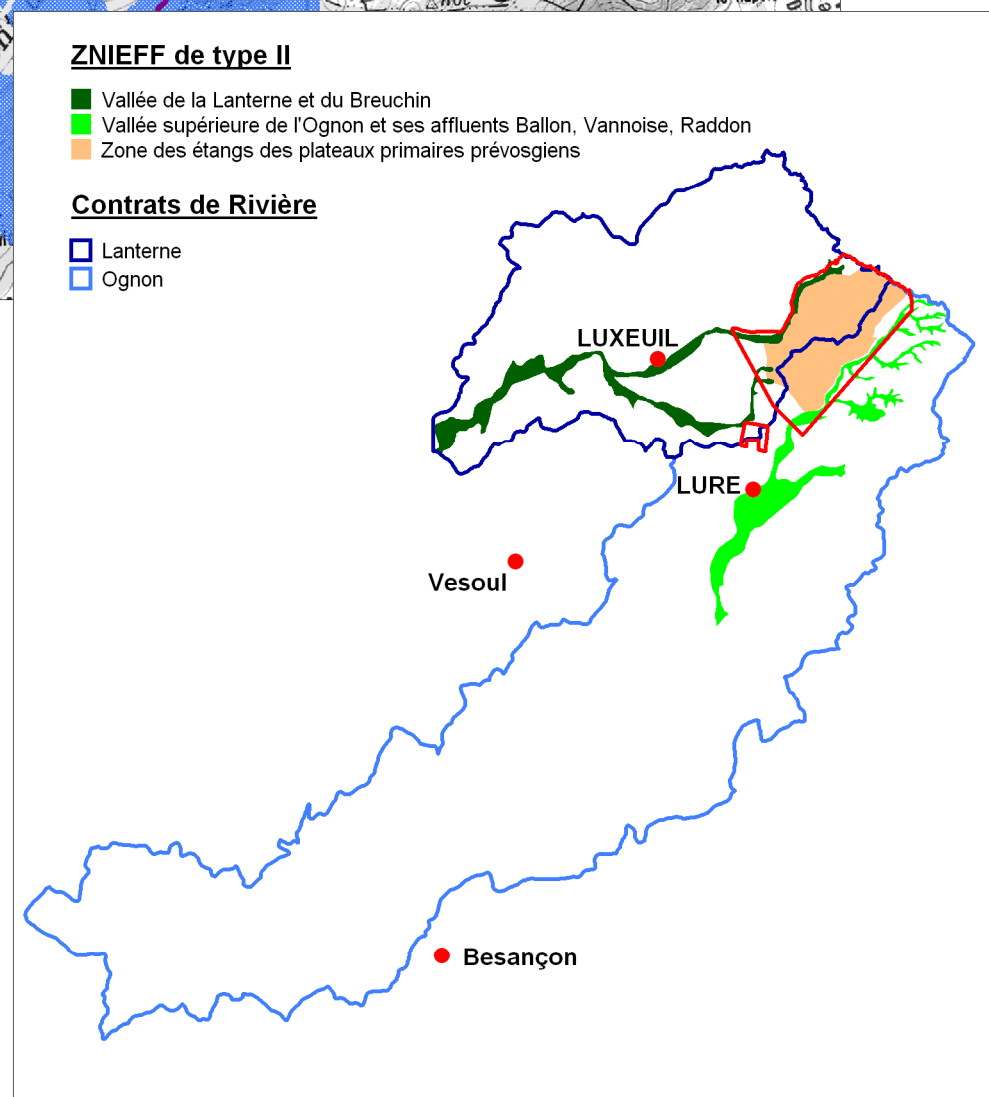 ZNIEFF de type II
Vallée de la Lanterne et du Breuchin
Vallée supérieure de l'Ognon et ses affluents Ballon, Vannoise, Raddon
Zone des étangs des plateaux primaires prévosgiens
Contrats de Rivière
Lanterne
Ognon
LUXEUIL
LURE
Vesoul
Besançon